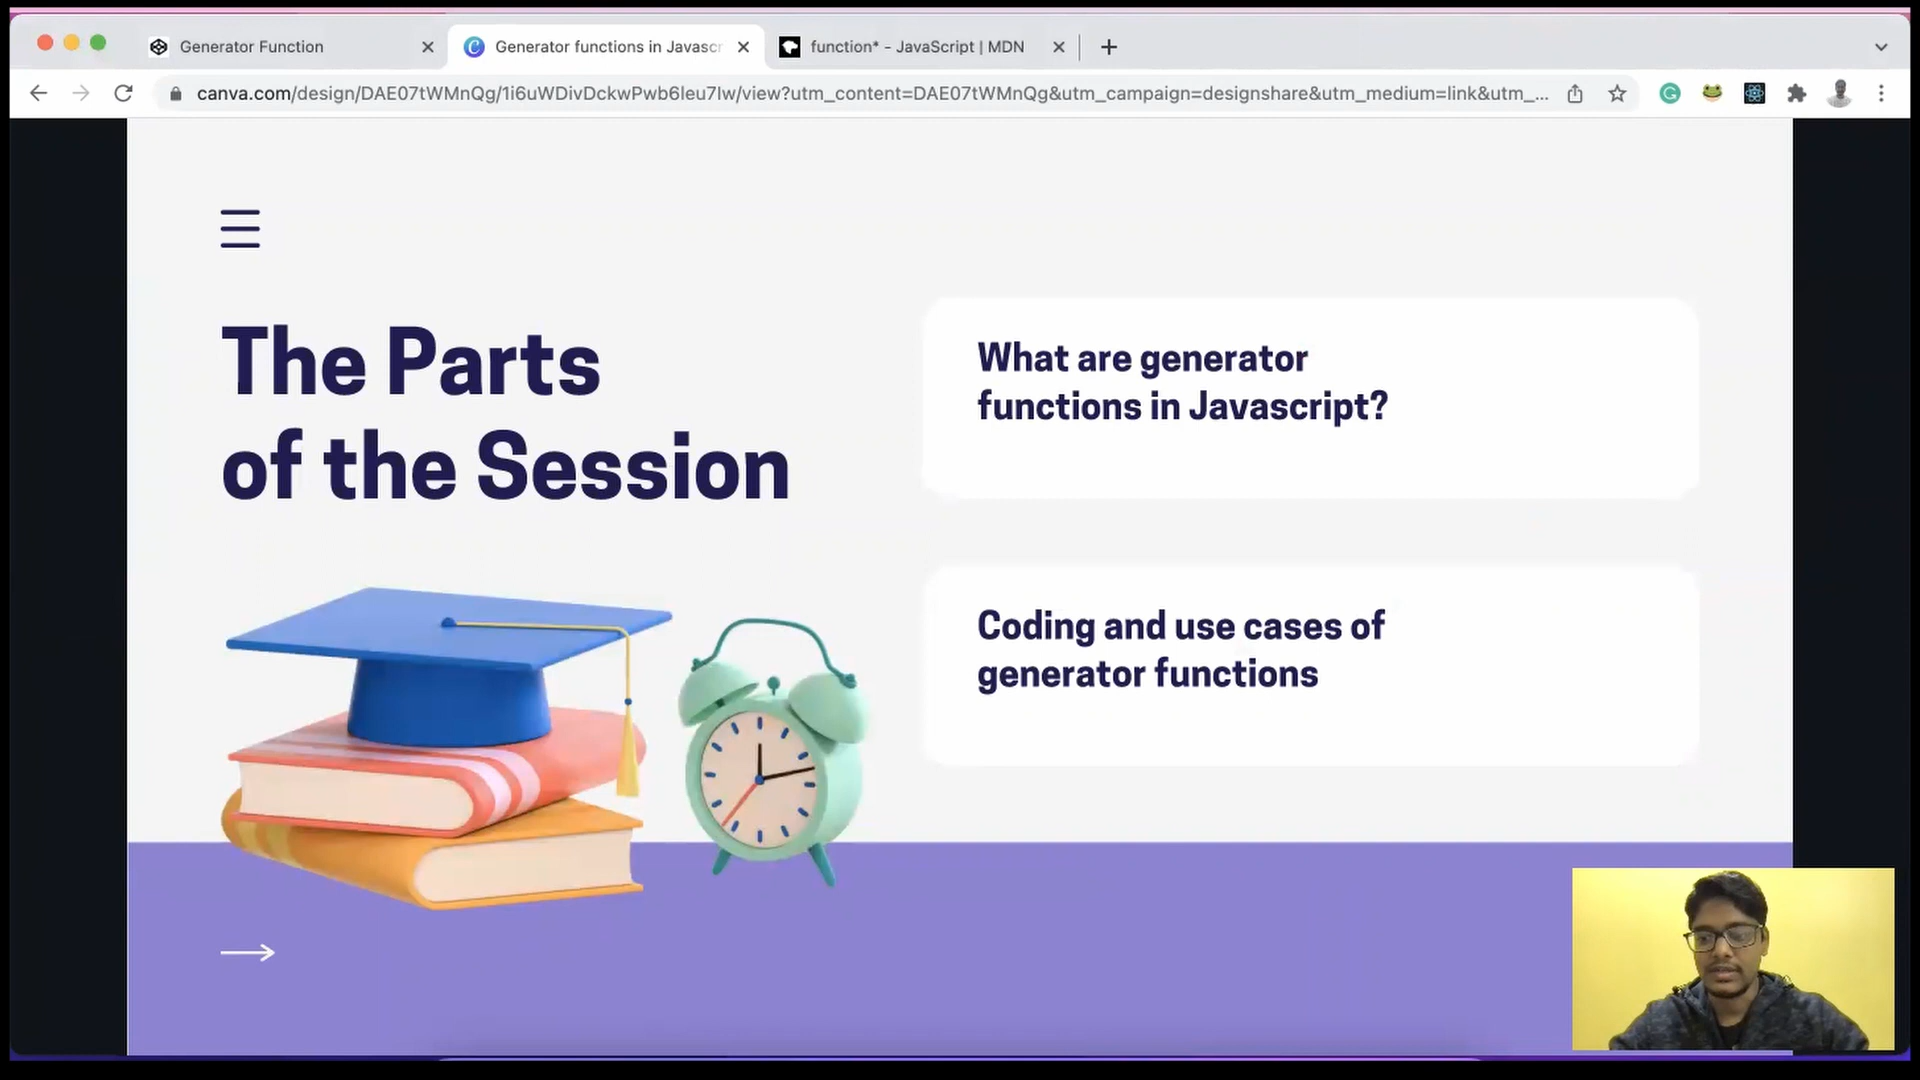 Generator Function
Generator functions in Javascr
function* - JavaScript | MDN
canva.com/design/DAE07tWMnQg/1i6uWDivDckwPwb6leu7lw/view?utm_content=DAE07tWMnQg&utm_campaign=designshare&utm_medium=link&utm_...
The Parts
of the Session
What are generator
functions in Javascript?
Coding and use cases of
generator functions